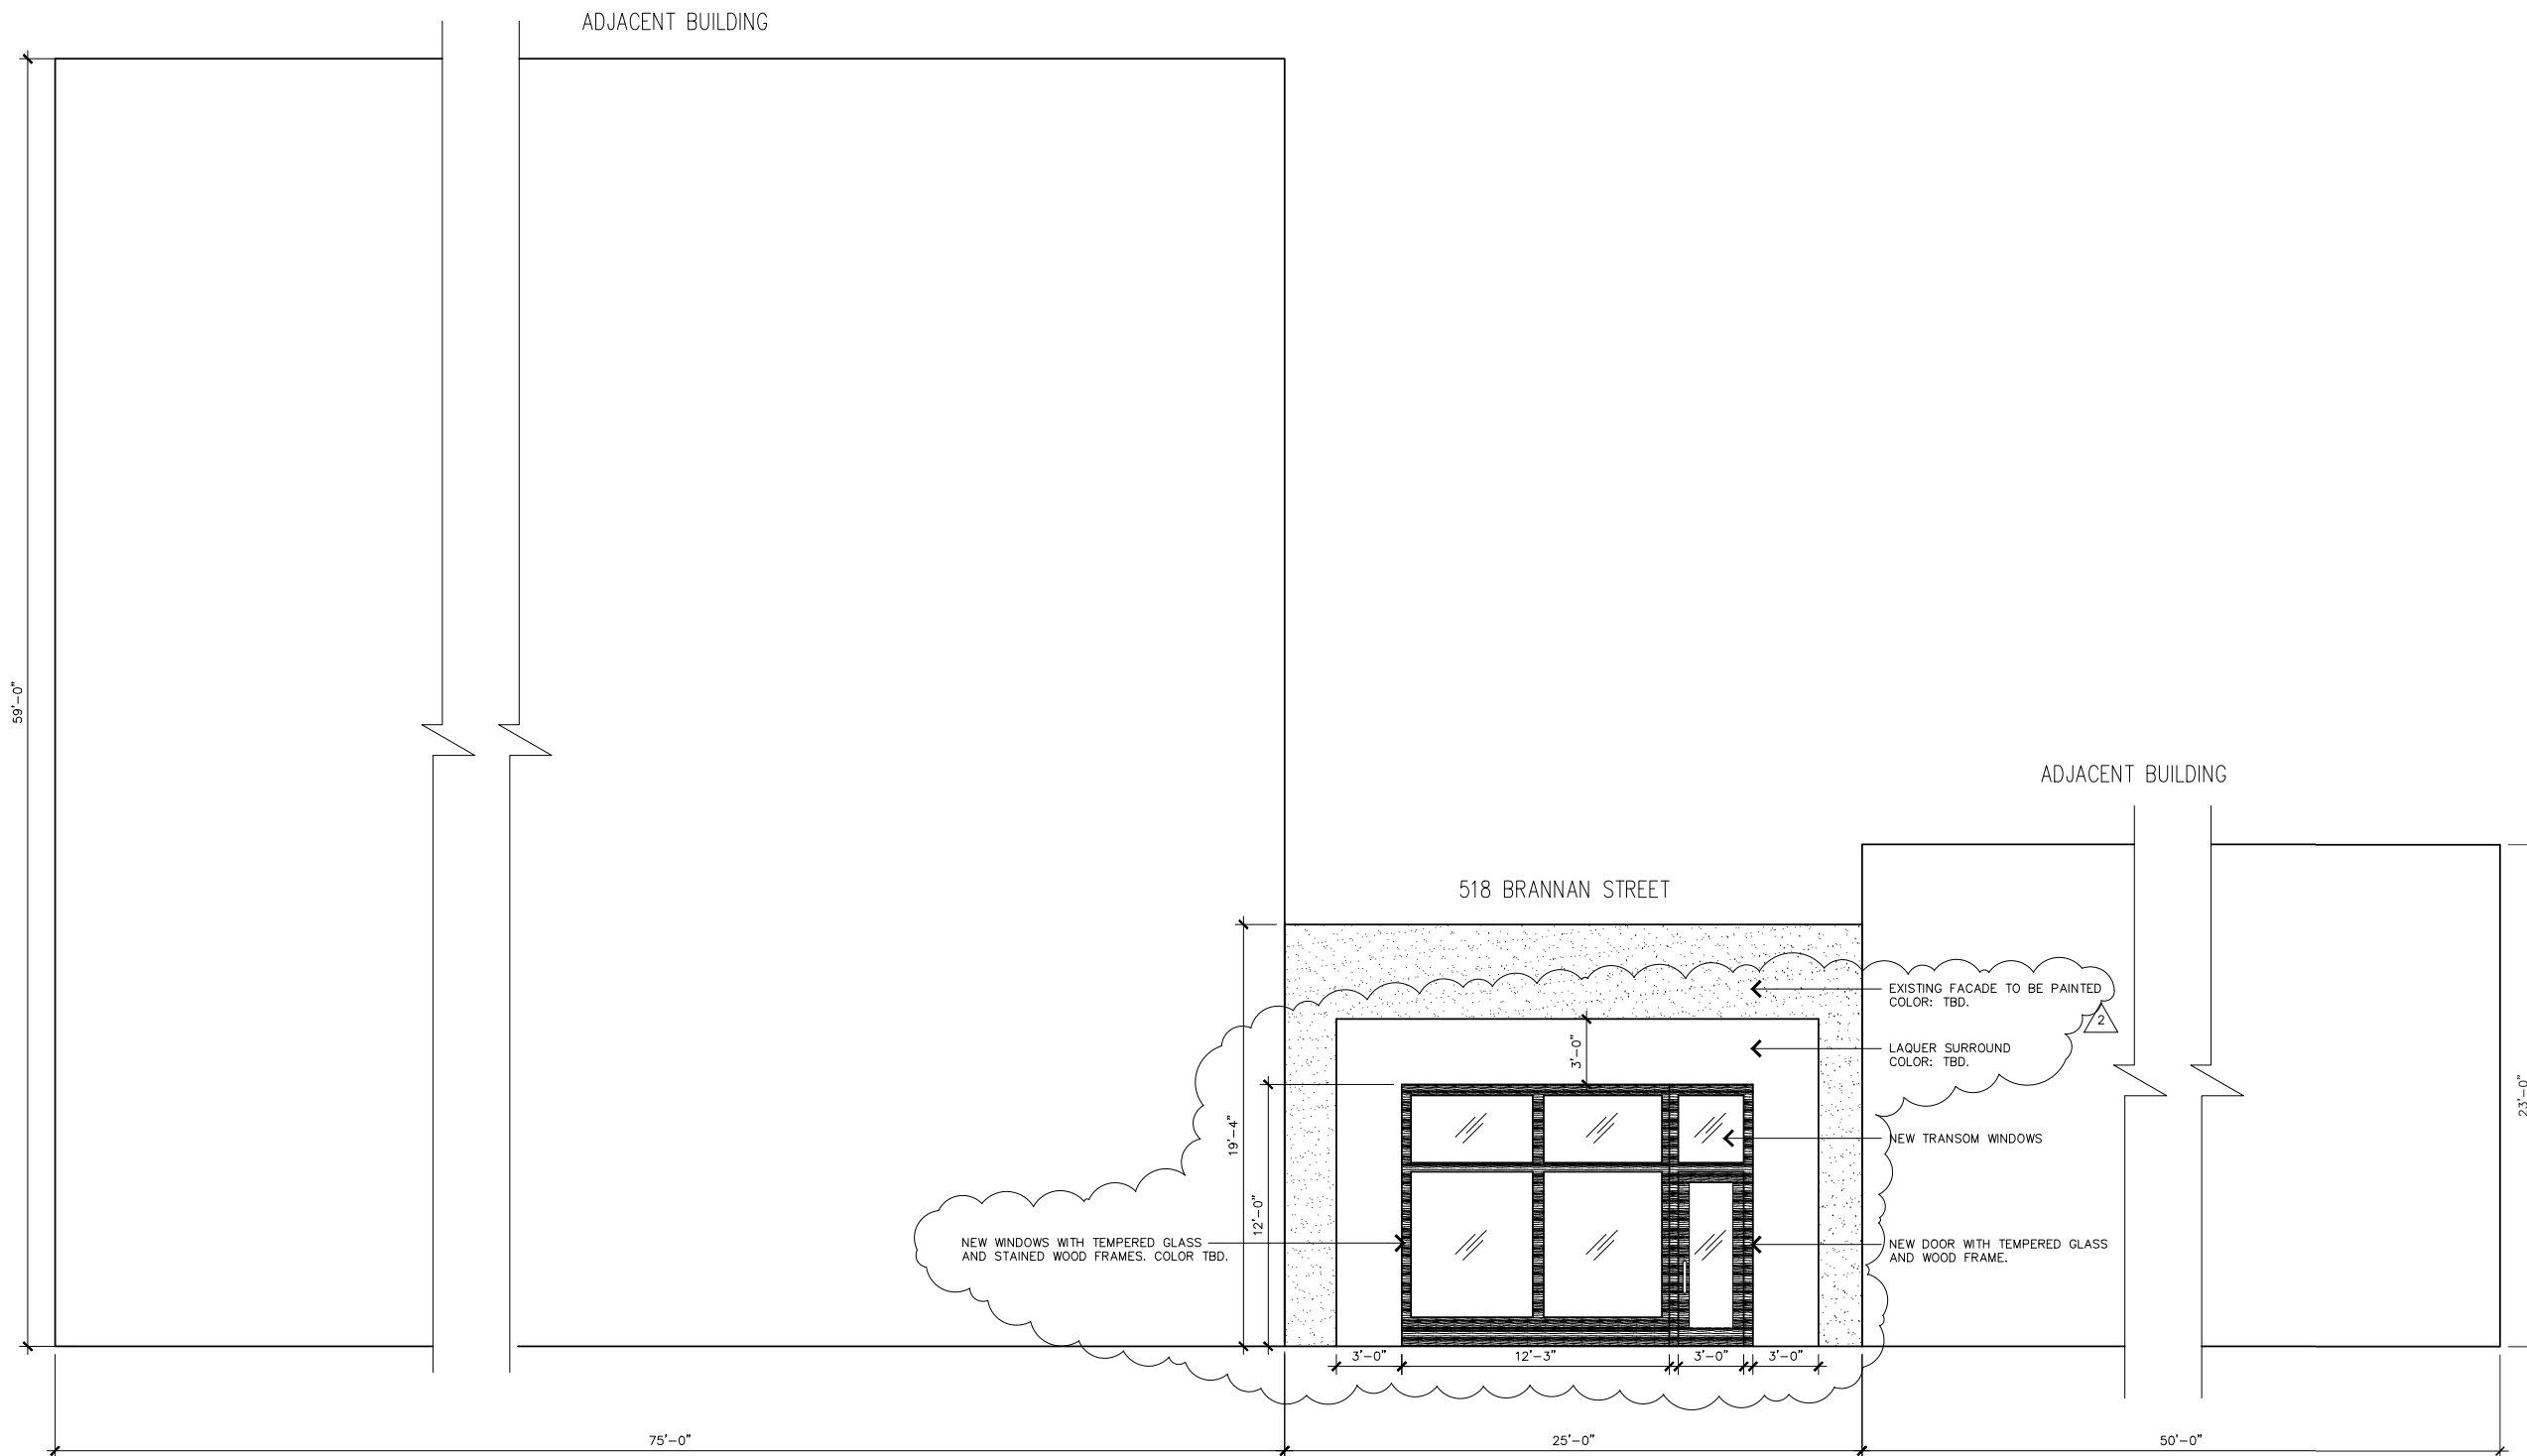 ADJACENT BUILDING
59'-0"
ADJACENT BUILDING
518 BRANNAN STREET
EXISTING FACADE TO BE PAINTED
COLOR: TBD.
2
3'-0"
LAQUER SURROUND
COLOR: TBD.
23'-0"
19'-4"
NEW TRANSOM WINDOWS
12'-0"
NEW WINDOWS WITH TEMPERED GLASS
AND STAINED WOOD FRAMES. COLOR TBD.
NEW DOOR WITH TEMPERED GLASS
AND WOOD FRAME.
3'-0"
12'-3"
3'-0"
3'-0"
75'-0"
25'-0"
50'-0"